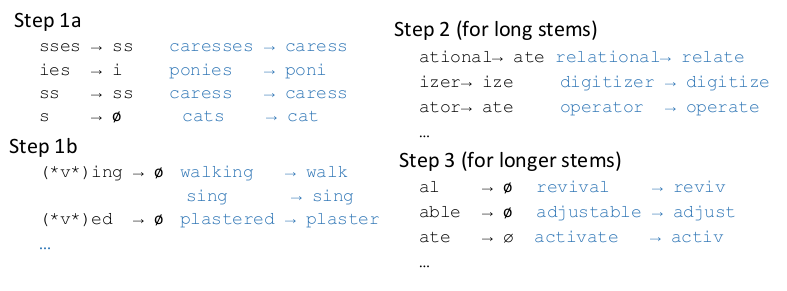 Step 1a
sses → ss caresses → caress
ies → i ponies → poni
ss → ss caress → caress
s → ø cats → cat
Step 1b
(*v*)ing → ø walking → walk
sing → sing
(*v*)ed → ø plastered → plaster
…
Step 2 (for long stems)
ational→ ate relational→ relate
izer→ ize digitizer → digitize
ator→ ate operator → operate
…
Step 3 (for longer stems)
al → ø revival → reviv
able → ø adjustable → adjust
ate → ∅ activate → activ
…